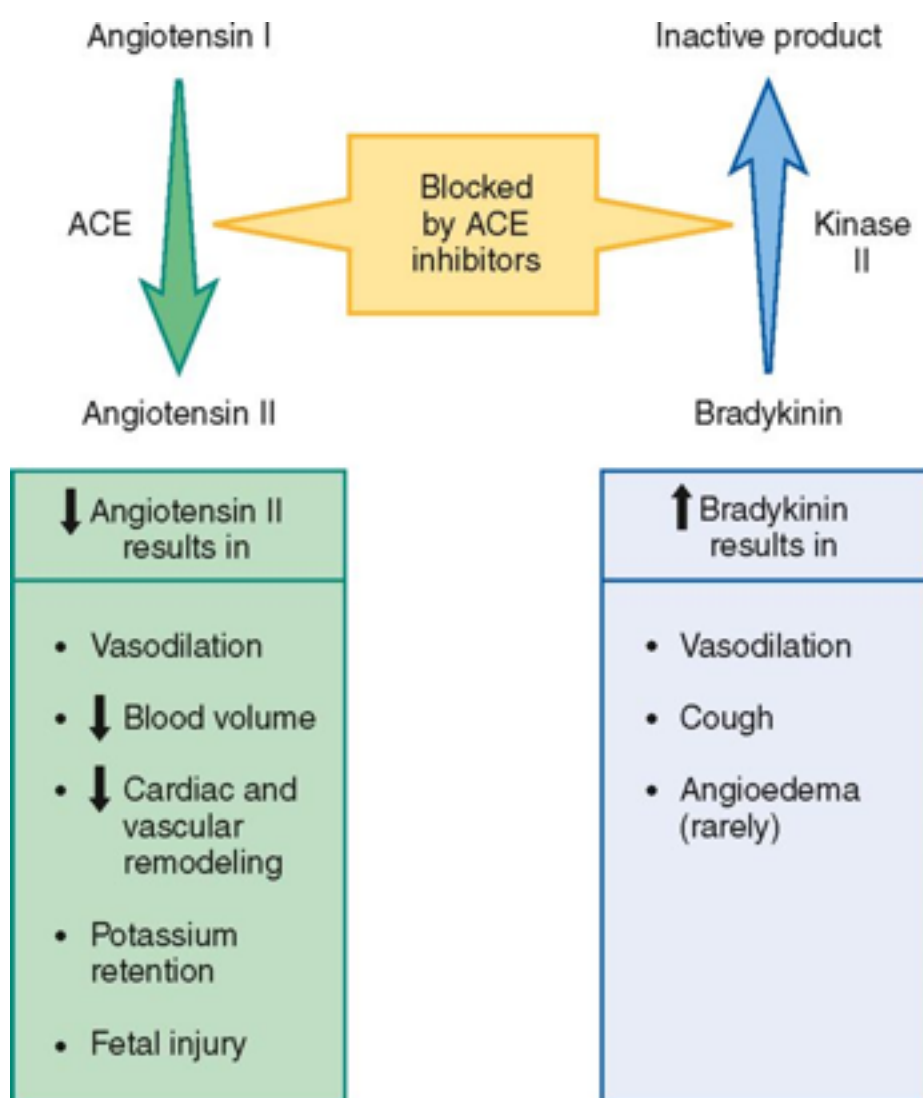 Angiotensin I
Inactive product
ACE
Blocked
by ACE
inhibitors
Kinase
II
Angiotensin II
Bradykinin
Angiotensin II
results in
• Vasodilation
• Blood volume
• Cardiac and
vascular
remodeling
• Potassium
retention
• Fetal injury
Bradykinin
results in
• Vasodilation
• Cough
• Angioedema
(rarely)